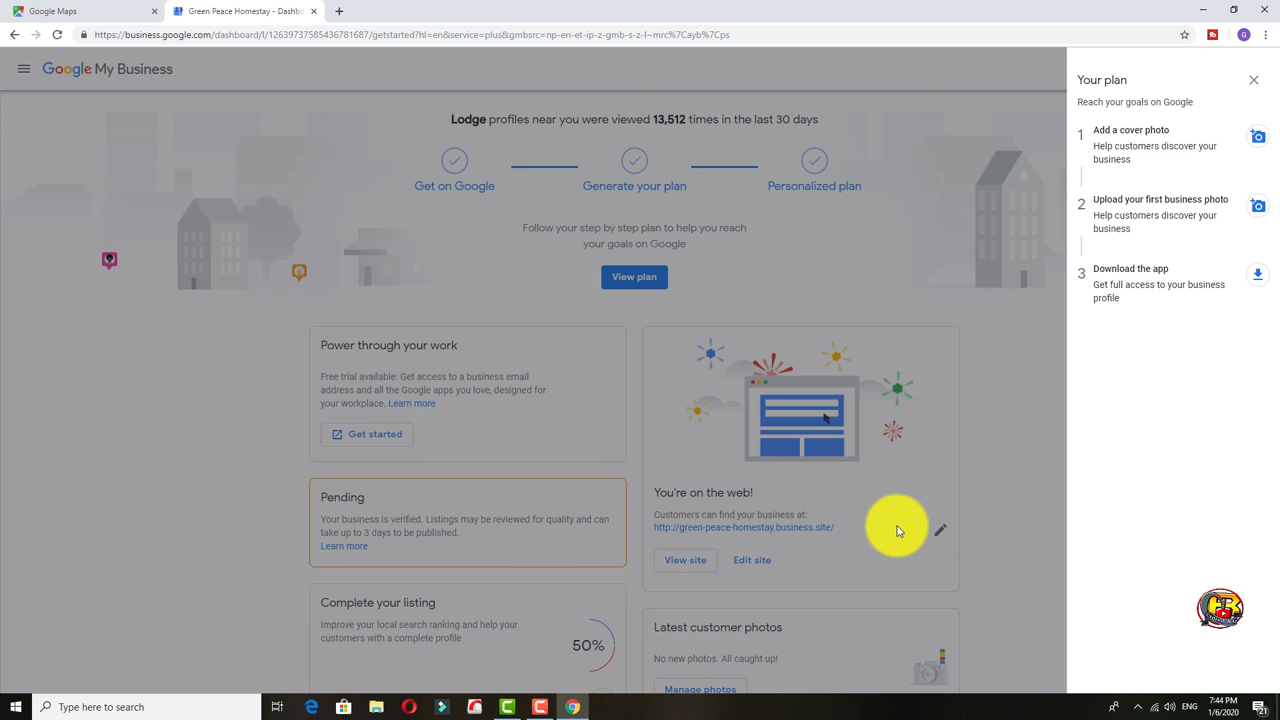 Google Maps
Green Peace Homestay - Dashbo
https://business.google.com/dashboard/l/12639737585436781687/getstarted?hl=en&service=plus&gmbsrc=np-en-et-ip-z-gmb-s-z-l~mrc%7Cayb%7Cps
G
Google My Business
Lodge profiles near you were viewed 13,512 times in the last 30 days
Get on Google
Generate your plan
Personalized plan
Follow your step by step plan to help you reach
your goals on Google
View plan
Power through your work
Free trial available: Get access to a business email
address and all the Google apps you love, designed for
your workplace. Learn more
Get started
Pending
Your business is verified. Listings may be reviewed for quality and can
take up to 3 days to be published.
Learn more
Complete your listing
Improve your local search ranking and help your
customers with a complete profile
50%
You're on the web!
Customers can find your business at:
http://green-peace-homestay.business.site/
View site
Edit site
Latest customer photos
No new photos. All caught up!
Manage photos
Your plan
Reach your goals on Google
1 Add a cover photo
Help customers discover your
business
2 Upload your first business photo
Help customers discover your
business
3 Download the app
Get full access to your business
profile
Type here to search
ENG
7:44 PM
1/6/2020
21